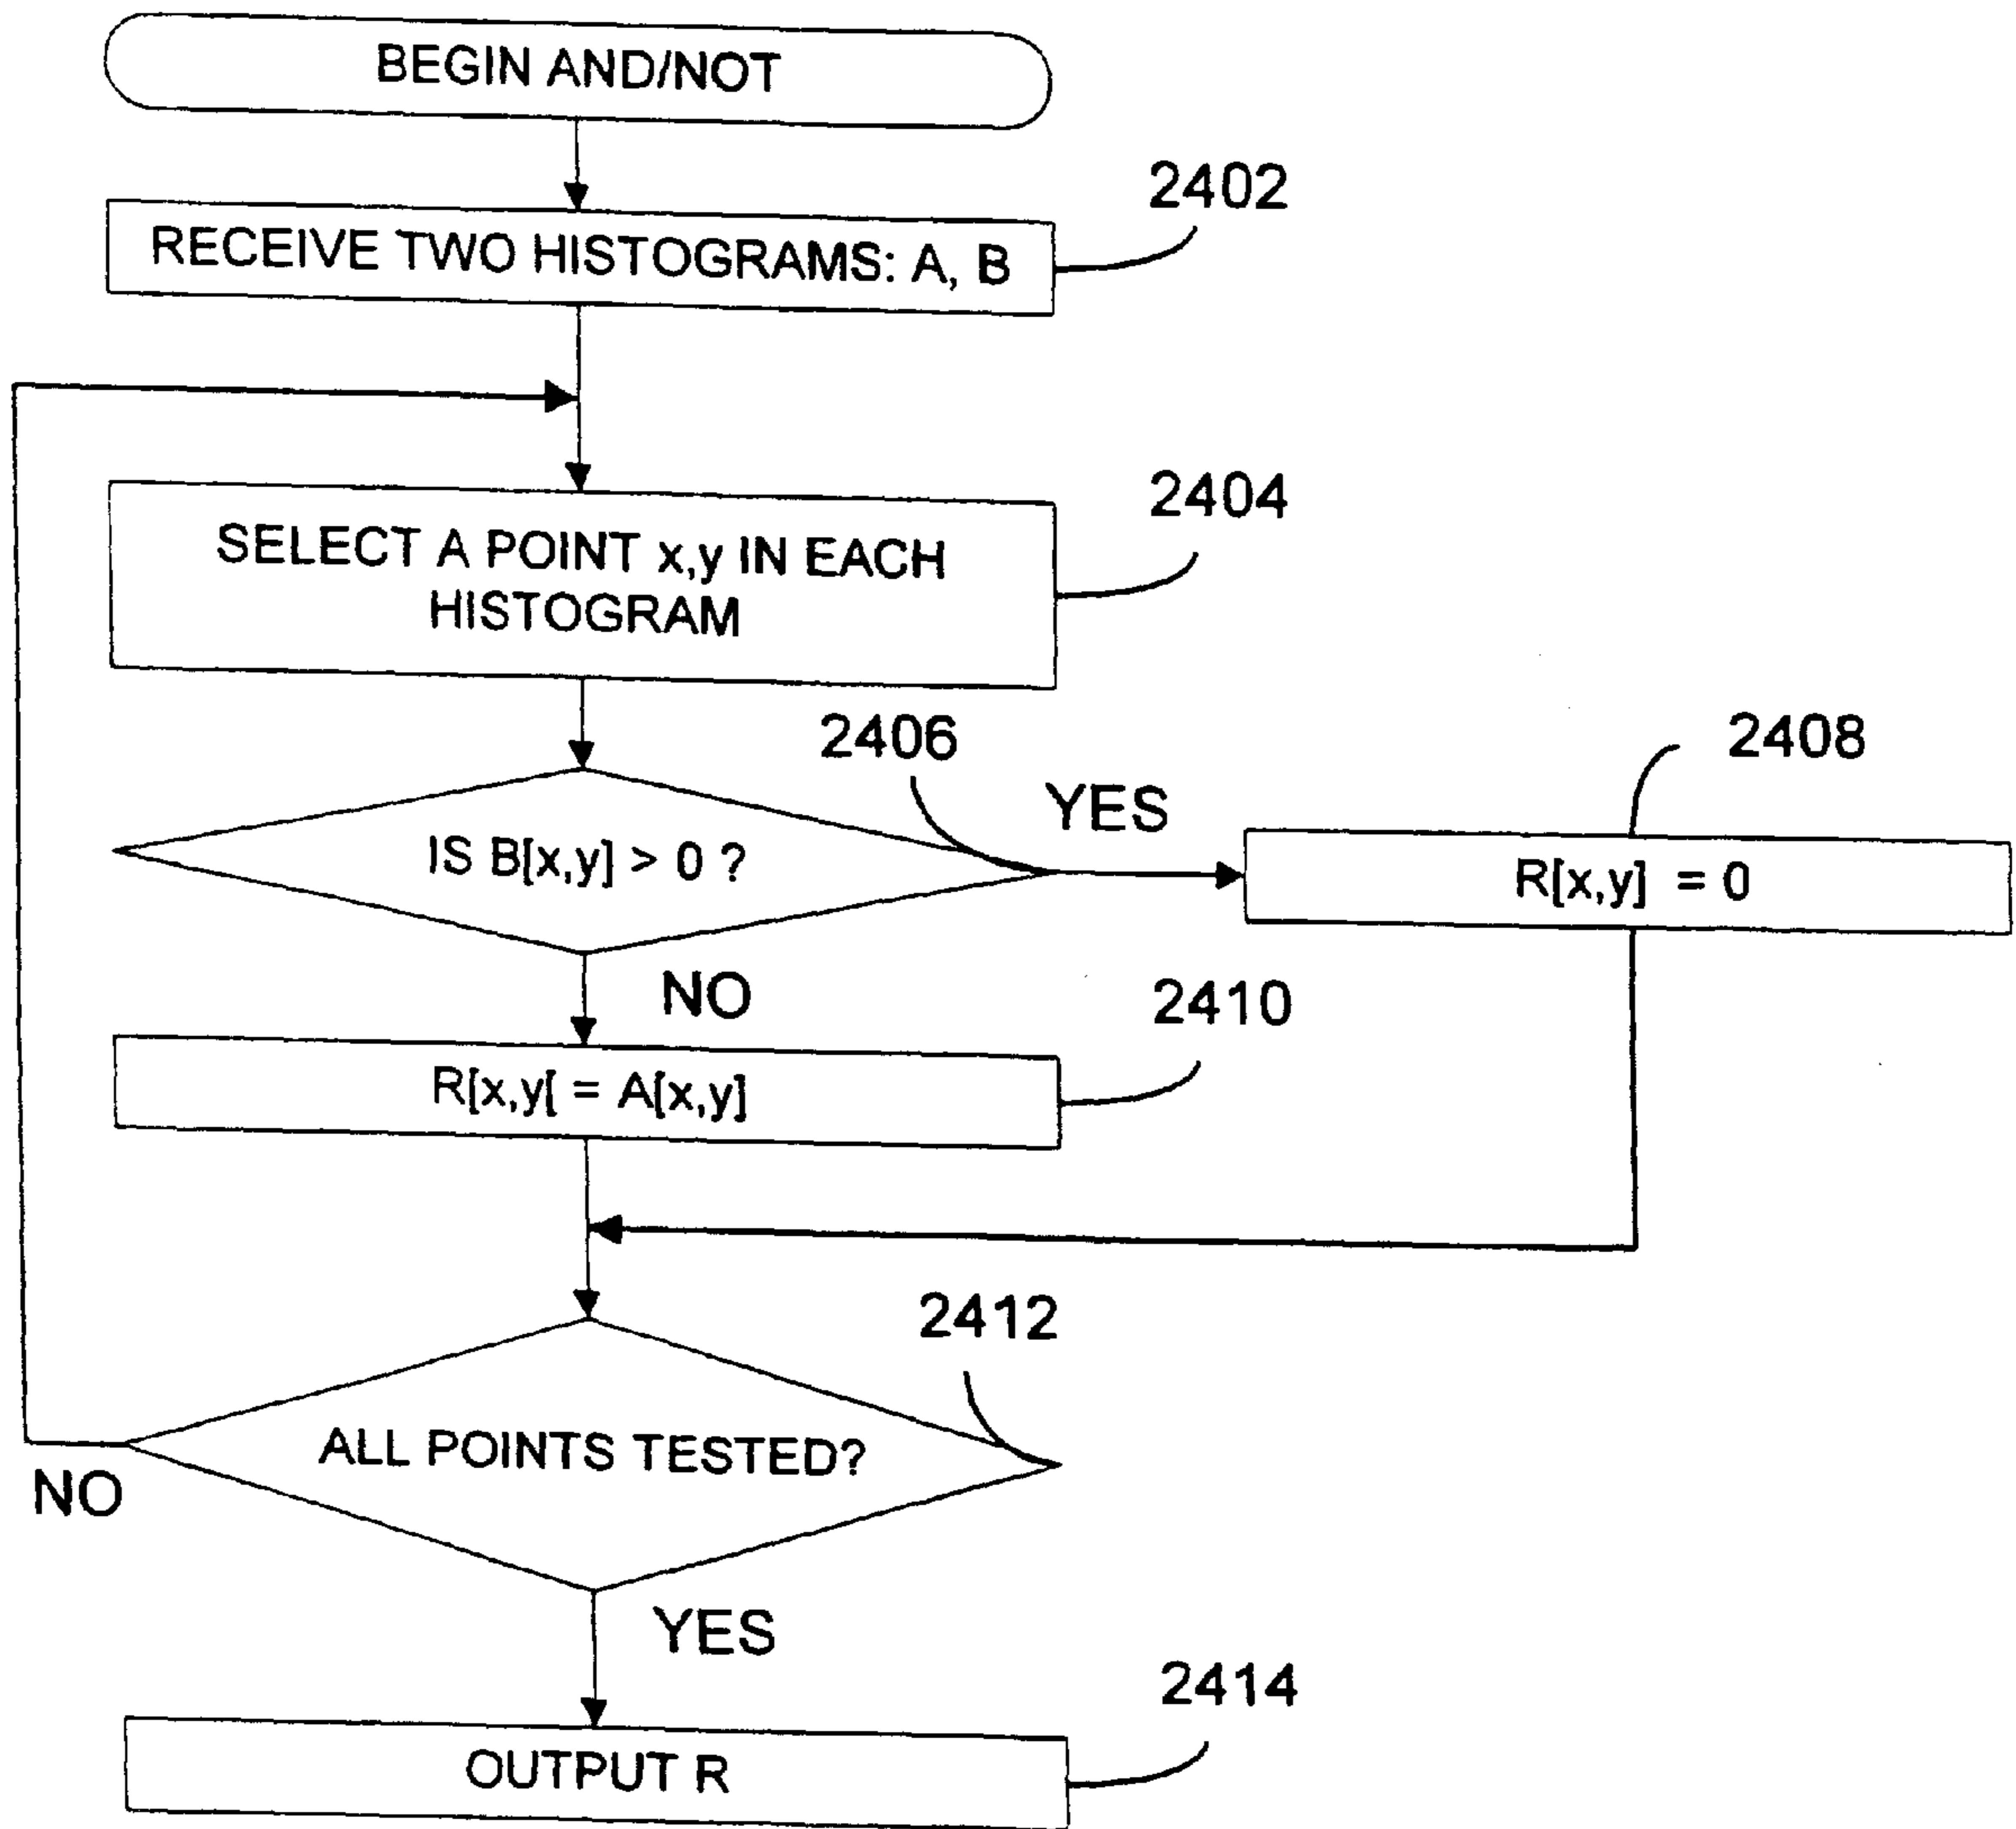 BEGIN AND/NOT
2402
RECEIVE TWO HISTOGRAMS: A, B
2404
SELECT A POINT x,y IN EACH
HISTOGRAM
2406
YES
2408
IS B[x,y] > 0 ?
R[x,y] = 0
NO
2410
R[x,y[ = A[x,y]
2412
ALL POINTS TESTED?
NO
YES
2414
OUTPUT R